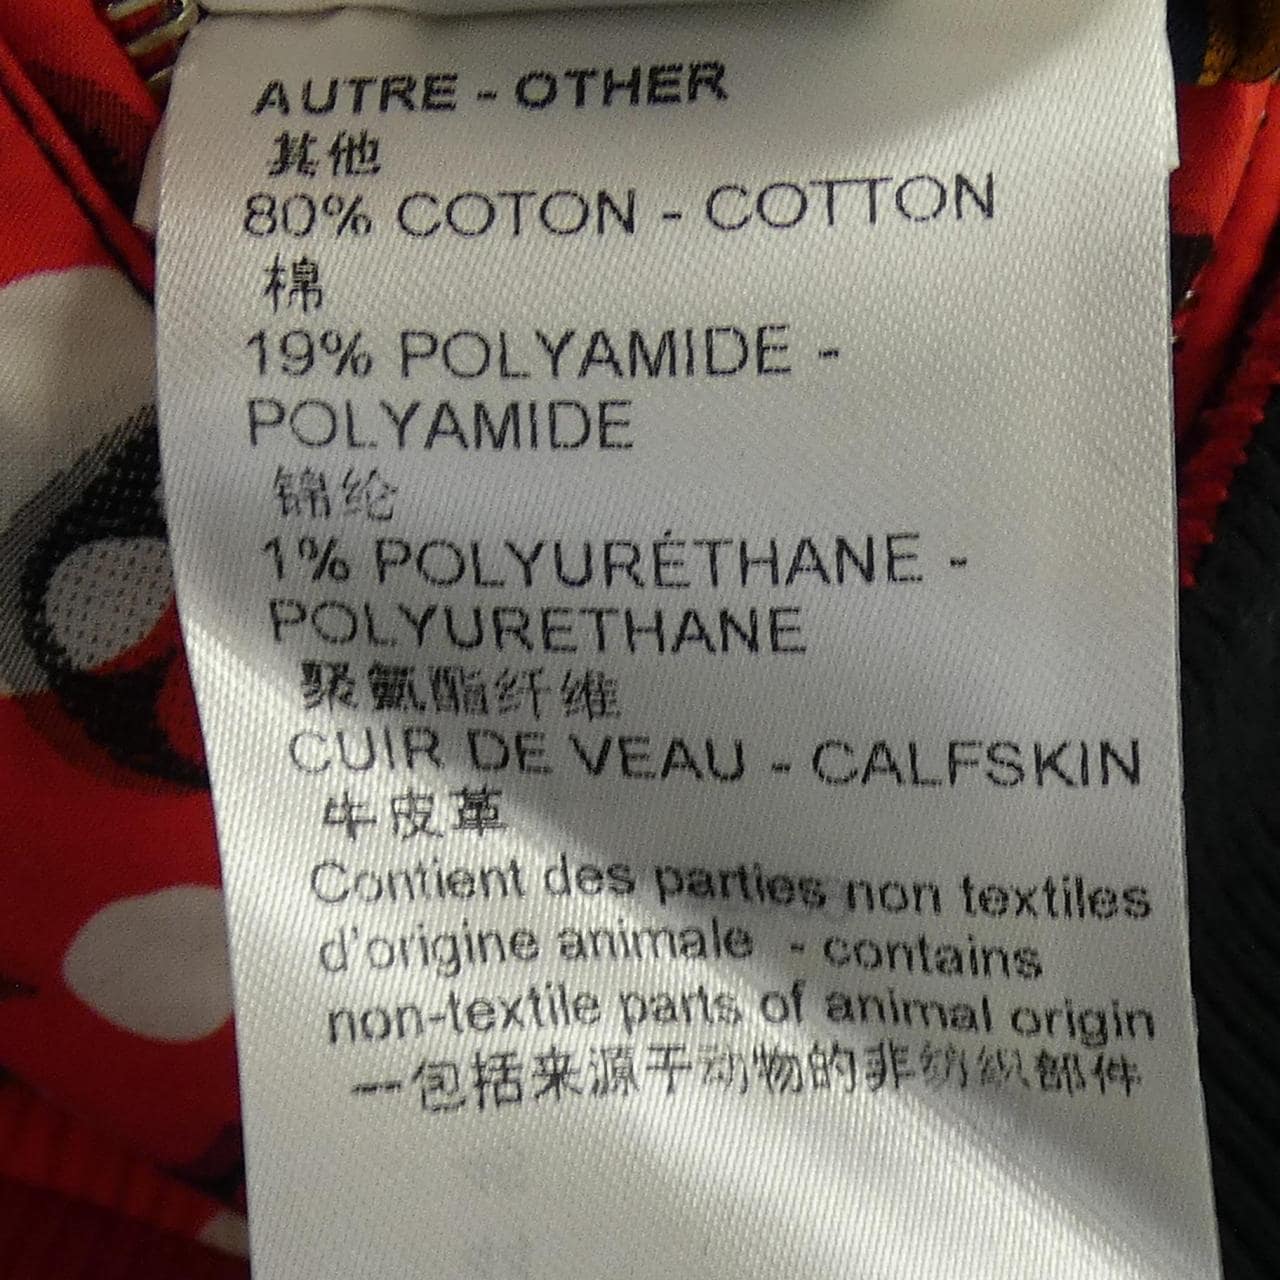 AUTRE - OTHER
其他
80% COTON - COTTON
棉
19% POLYAMIDE -
POLYAMIDE
锦纶
1% POLYURÉTHANE -
POLYURETHANE
聚氨酯纤维
CUIR DE VEAU - CALFSKIN
牛皮革
Contient des parties non textiles
d'origine animale - contains
non-textile parts of animal origin
—包括来源于动物的非纺织部件